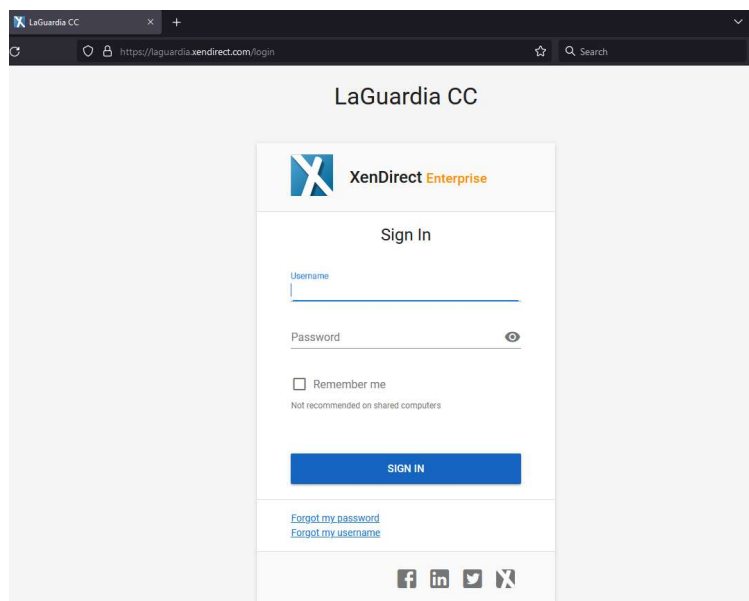 LaGuardia CC
https://laguardia.xendirect.com/login
Search
LaGuardia CC
XenDirect Enterprise
Sign In
Username
Password
Remember me
Not recommended on shared computers
SIGN IN
Forgot my password
Forgot my username